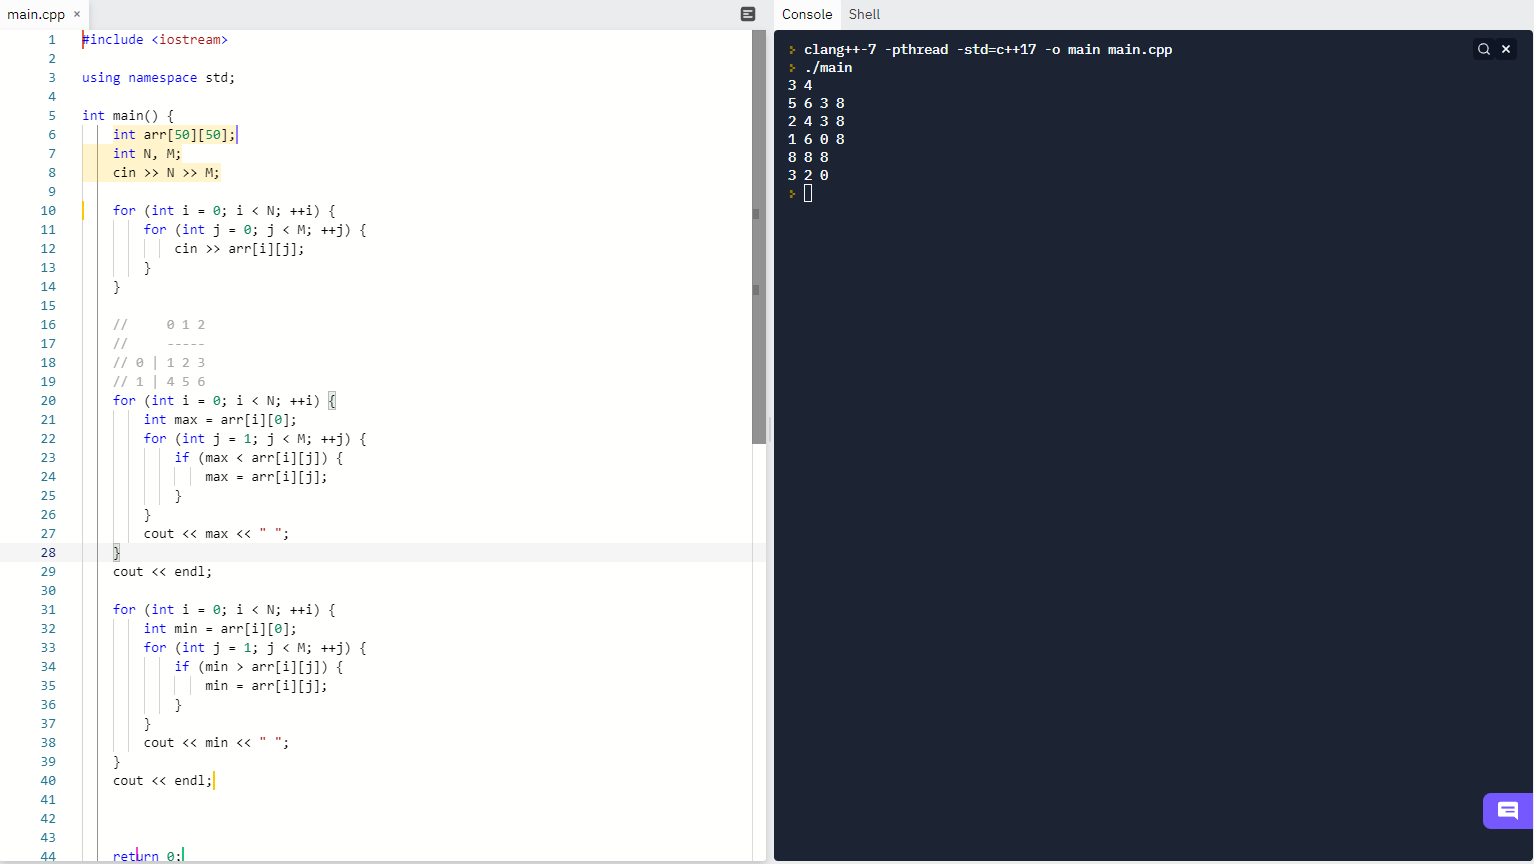 main.cpp ×
1 #include <iostream>
2
3 using namespace std;
4
5 int main() {
6 int arr[50][50];
7 int N, M;
8 cin >> N >> M;
9
10 for (int i = 0; i < N; ++i) {
11 for (int j = 0; j < M; ++j) {
12 cin >> arr[i][j];
13 }
14 }
15
16 //     0 1 2
17 //     -----
18 // 0 | 1 2 3
19 // 1 | 4 5 6
20 for (int i = 0; i < N; ++i) {
21 int max = arr[i][0];
22 for (int j = 1; j < M; ++j) {
23 if (max < arr[i][j]) {
24 max = arr[i][j];
25 }
26 }
27 cout << max << " ";
28 }
29 cout << endl;
30
31 for (int i = 0; i < N; ++i) {
32 int min = arr[i][0];
33 for (int j = 1; j < M; ++j) {
34 if (min > arr[i][j]) {
35 min = arr[i][j];
36 }
37 }
38 cout << min << " ";
39 }
40 cout << endl;
41
42
43
44 return 0;
Console Shell
clang++-7 -pthread -std=c++17 -o main main.cpp
./main
3 4
5 6 3 8
2 4 3 8
1 6 0 8
8 8 8
3 2 0